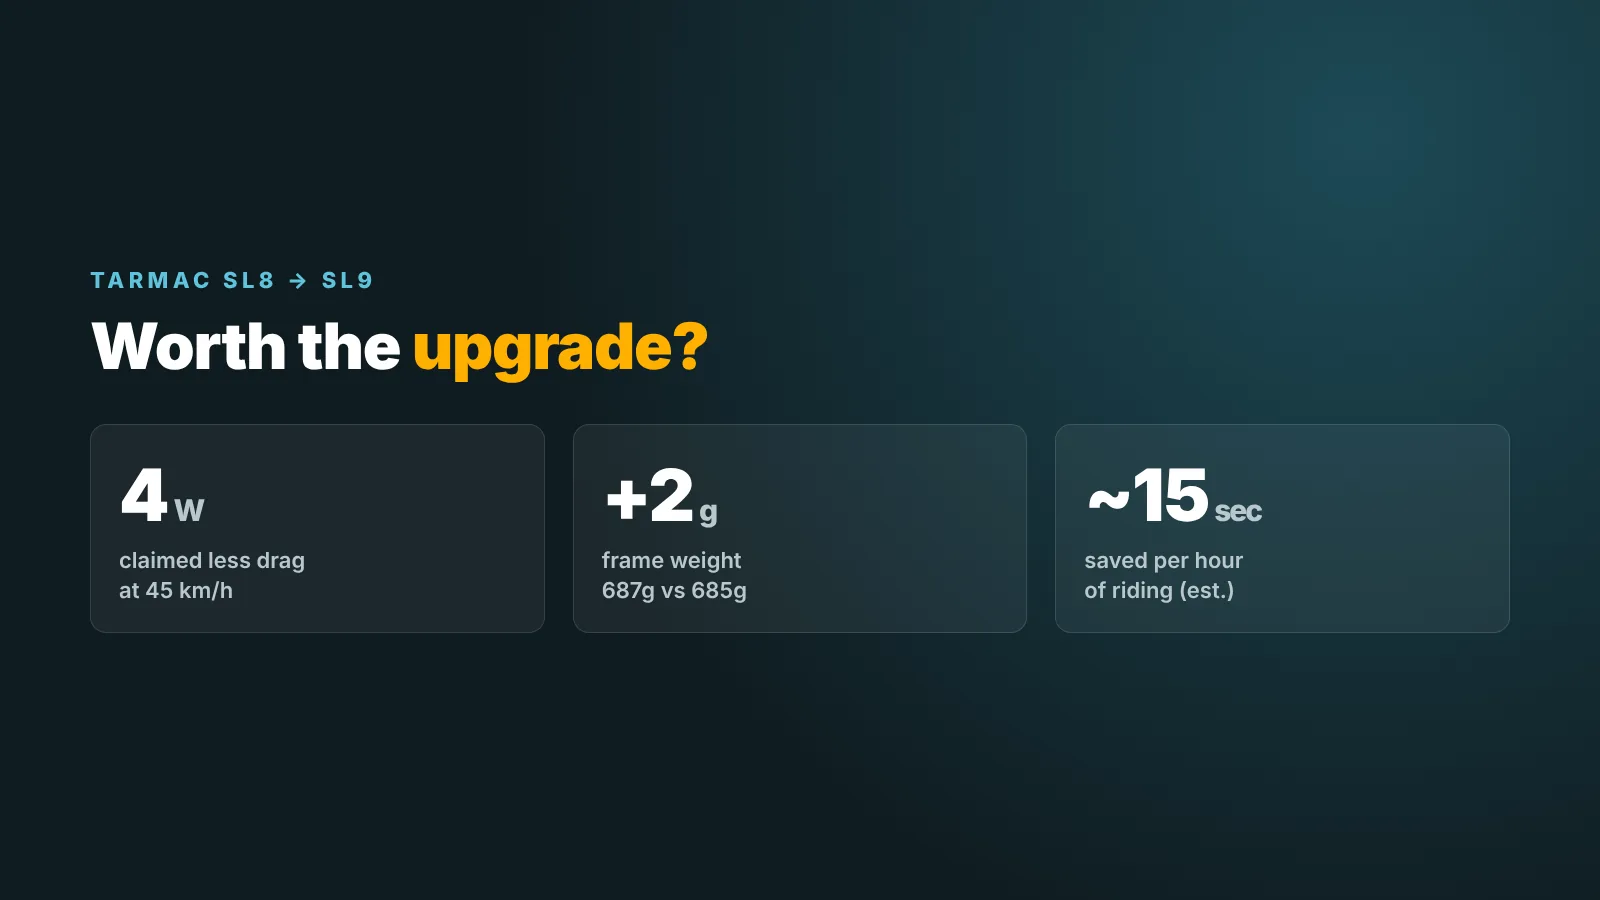 TARMAC SL8 → SL9
Worth the upgrade?
4 W
claimed less drag
at 45 km/h
+2 g
frame weight
687g vs 685g
~15 sec
saved per hour
of riding (est.)